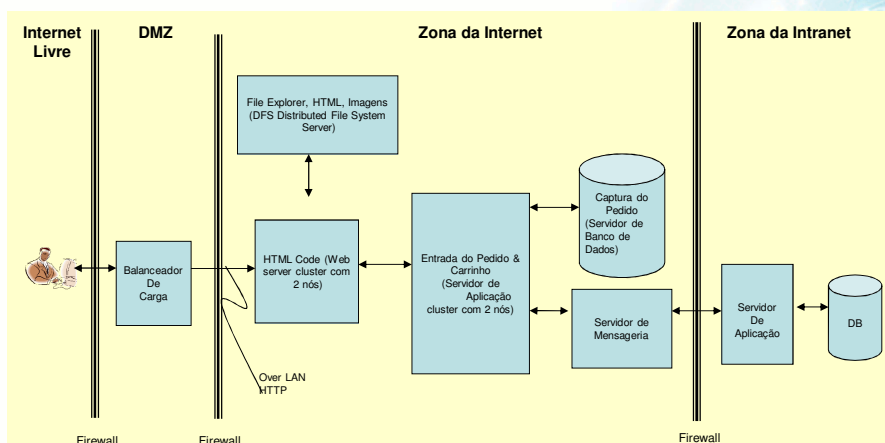 Internet
Livre
DMZ
Zona da Internet
Zona da Intranet
File Explorer, HTML, Imagens
(DFS Distributed File System
Server)
Captura do
Pedido
(Servidor de
Banco de
Dados)
HTML Code (Web
server cluster com
2 nós)
Entrada do Pedido &
Carrinho
(Servidor de
Aplicação
cluster com 2 nós)
Balanceador
De
Carga
Servidor de
Mensageria
Servidor
De
Aplicação
DB
Over LAN
HTTP
Firewall
Firewall
Firewall